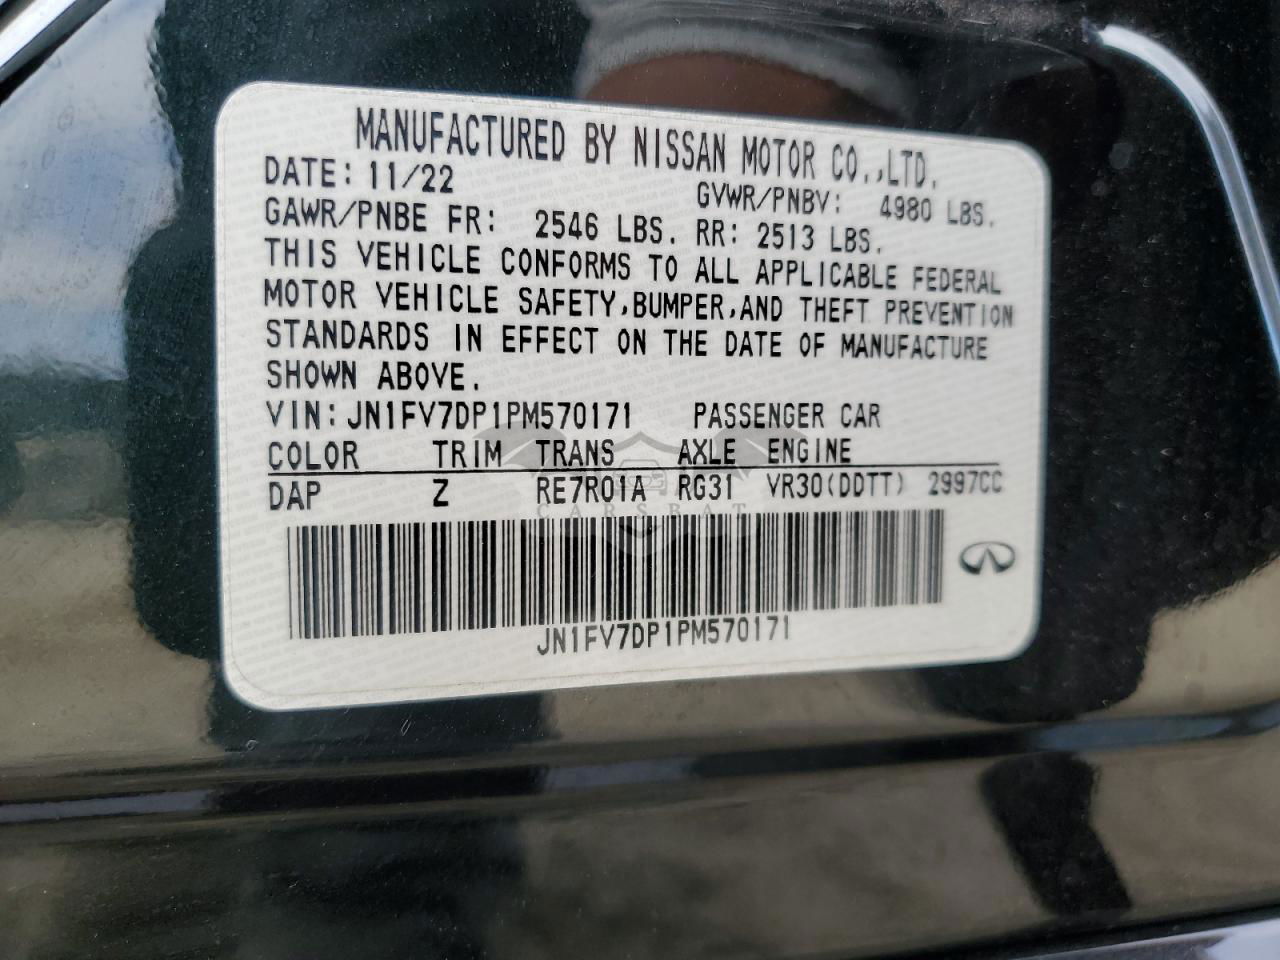 MANUFACTURED BY NISSAN MOTOR CO.,LTD.
DATE: 11/22 GVWR/PNBV: 4980 LBS.
GAWR/PNBE FR: 2546 LBS. RR: 2513 LBS.
THIS VEHICLE CONFORMS TO ALL APPLICABLE FEDERAL
MOTOR VEHICLE SAFETY,BUMPER,AND THEFT PREVENTION
STANDARDS IN EFFECT ON THE DATE OF MANUFACTURE
SHOWN ABOVE.
VIN: JN1FV7DP1PM570171 PASSENGER CAR
COLOR TRIM TRANS AXLE ENGINE
DAP Z RE7R01A RG31 VR30(DDTT) 2997CC
CARSBAT
JN1FV7DP1PM570171